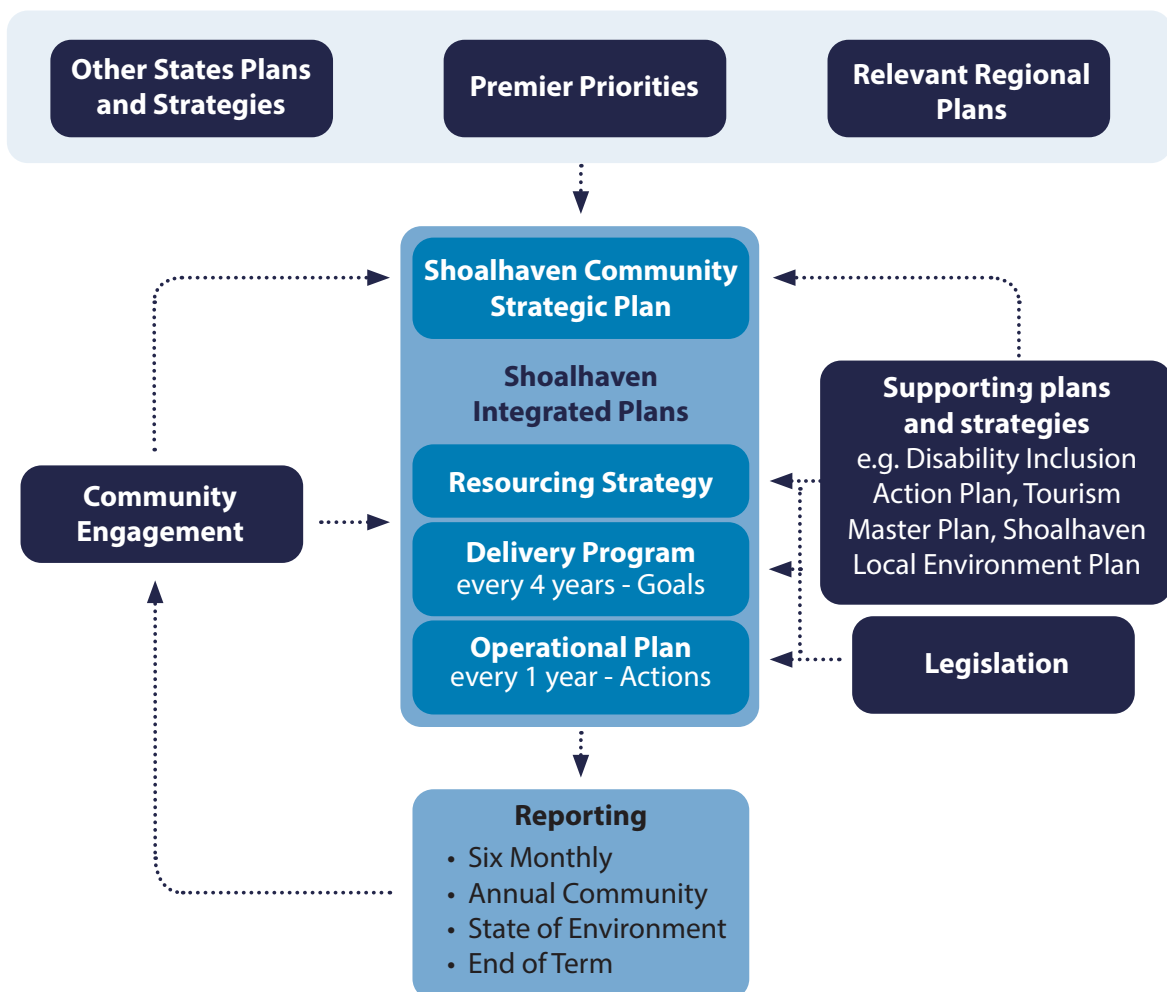 Other States Plans
and Strategies
Premier Priorities
Relevant Regional
Plans
Shoalhaven Community
Strategic Plan
Shoalhaven
Integrated Plans
Resourcing Strategy
Delivery Program
every 4 years - Goals
Operational Plan
every 1 year - Actions
Community
Engagement
Supporting plans
and strategies
e.g. Disability Inclusion
Action Plan, Tourism
Master Plan, Shoalhaven
Local Environment Plan
Legislation
Reporting
• Six Monthly
• Annual Community
• State of Environment
• End of Term